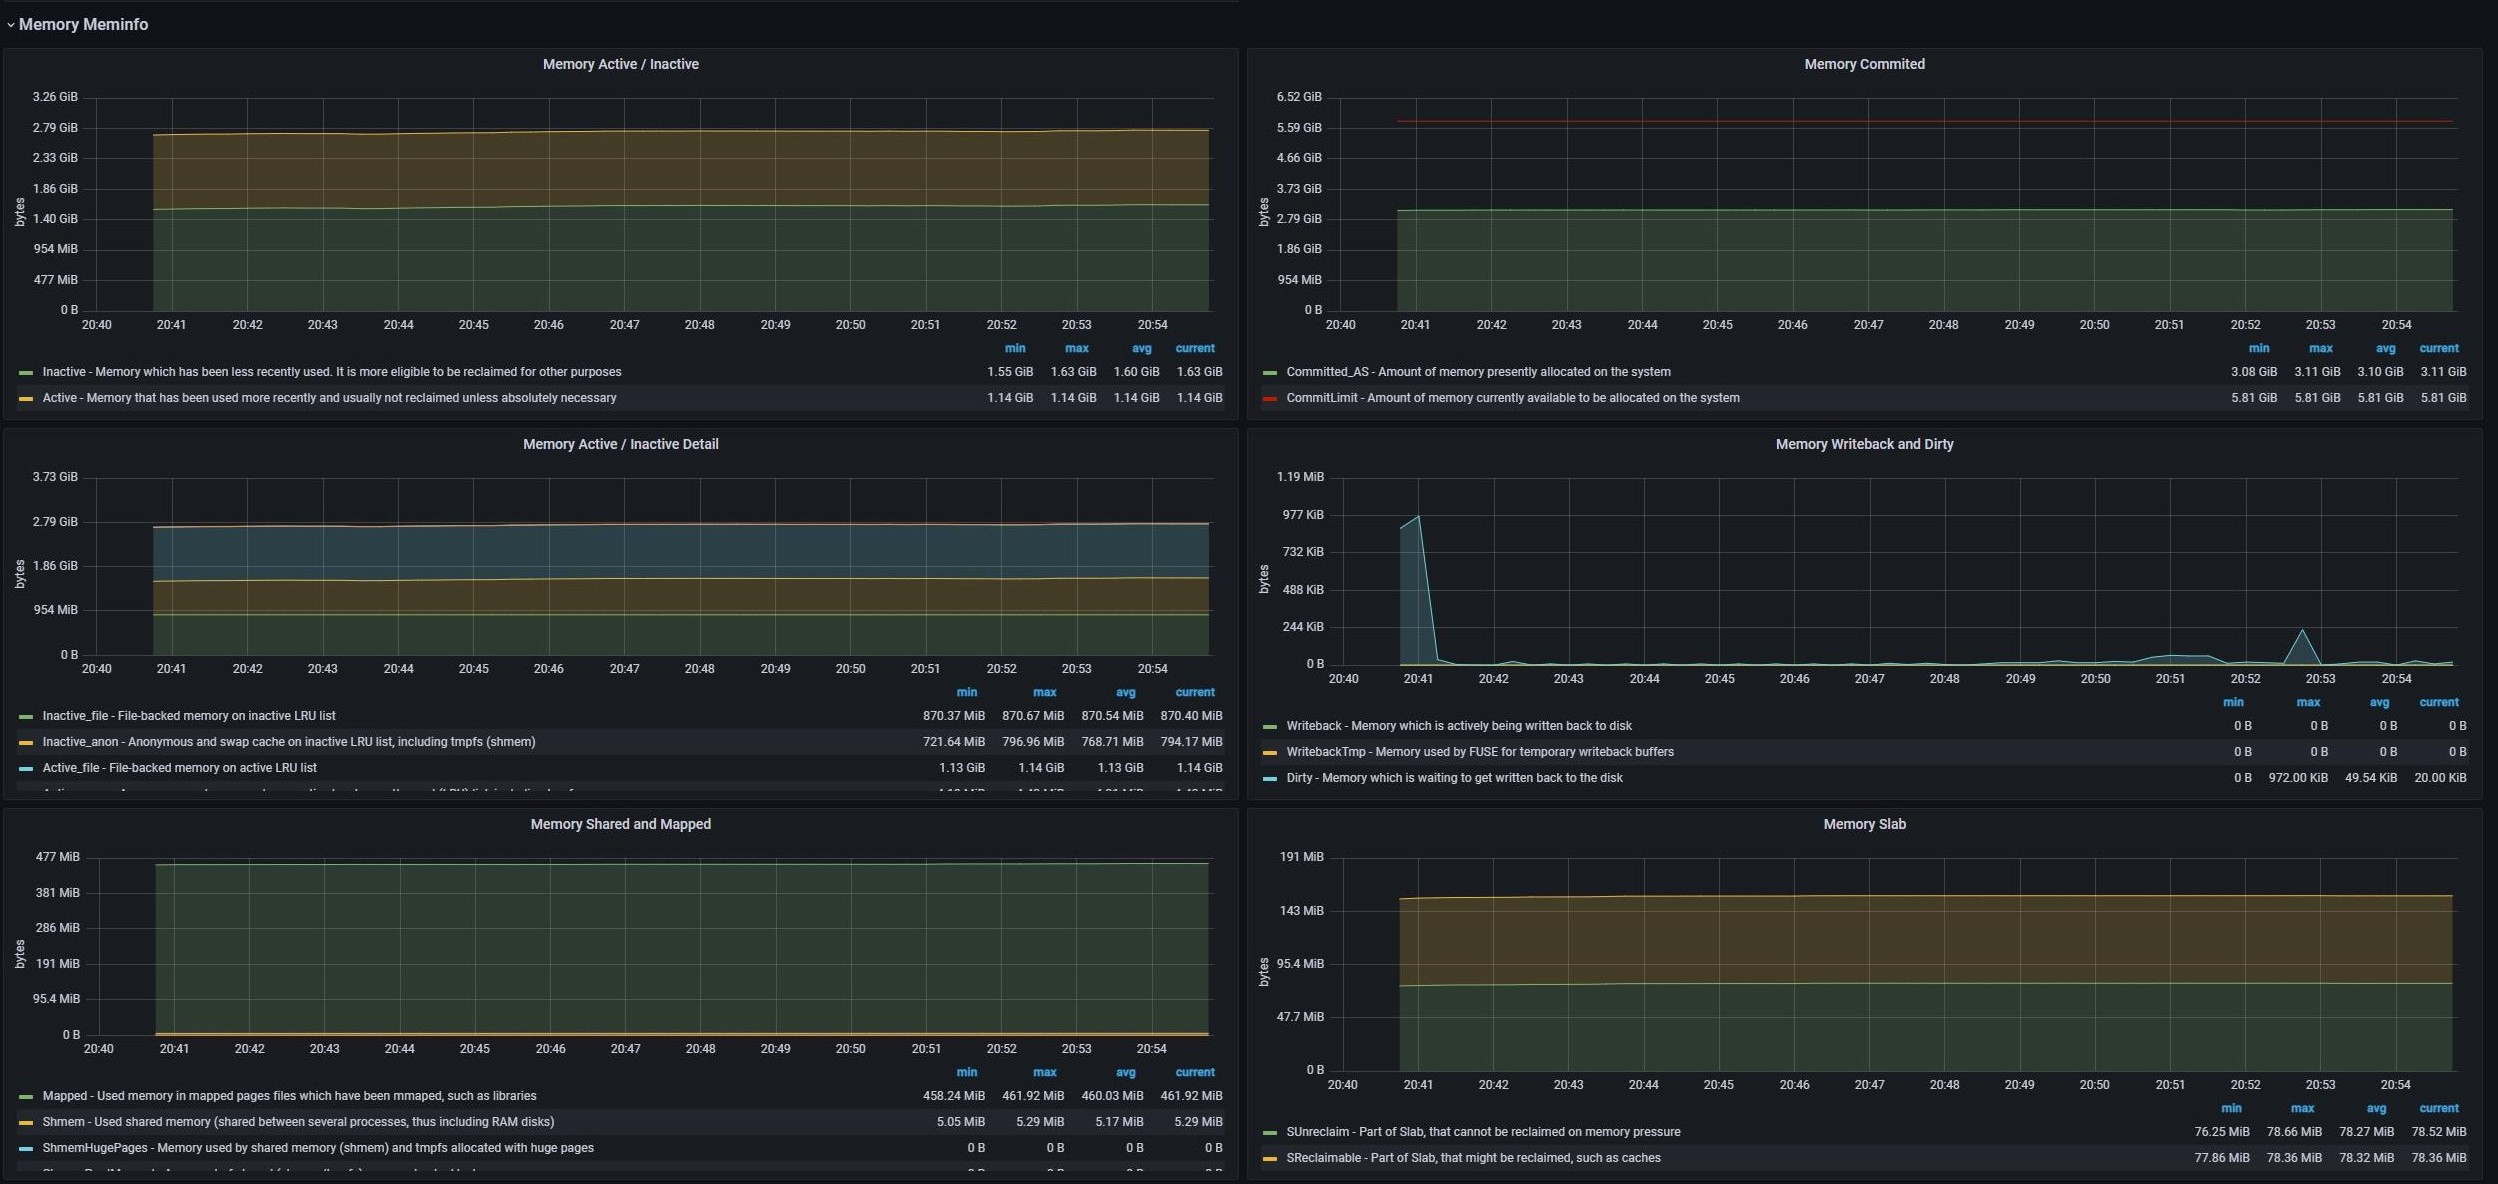 Memory Meminfo
Memory Active / Inactive
3.26 GiB
2.79 GiB
2.33 GiB
1.86 GiB
1.40 GiB
954 MiB
477 MiB
0 B
bytes
20:40 20:41 20:42 20:43 20:44 20:45 20:46 20:47 20:48 20:49 20:50 20:51 20:52 20:53 20:54
min max avg current
Inactive - Memory which has been less recently used. It is more eligible to be reclaimed for other purposes 1.55 GiB 1.63 GiB 1.60 GiB 1.63 GiB
Active - Memory that has been used more recently and usually not reclaimed unless absolutely necessary 1.14 GiB 1.14 GiB 1.14 GiB 1.14 GiB
Memory Commited
6.52 GiB
5.59 GiB
4.66 GiB
3.73 GiB
2.79 GiB
1.86 GiB
954 MiB
0 B
bytes
20:40 20:41 20:42 20:43 20:44 20:45 20:46 20:47 20:48 20:49 20:50 20:51 20:52 20:53 20:54
min max avg current
Committed_AS - Amount of memory presently allocated on the system 3.08 GiB 3.11 GiB 3.10 GiB 3.11 GiB
CommitLimit - Amount of memory currently available to be allocated on the system 5.81 GiB 5.81 GiB 5.81 GiB 5.81 GiB
Memory Active / Inactive Detail
3.73 GiB
2.79 GiB
1.86 GiB
954 MiB
0 B
bytes
20:40 20:41 20:42 20:43 20:44 20:45 20:46 20:47 20:48 20:49 20:50 20:51 20:52 20:53 20:54
min max avg current
Inactive_file - File-backed memory on inactive LRU list 870.37 MiB 870.67 MiB 870.54 MiB 870.40 MiB
Inactive_anon - Anonymous and swap cache on inactive LRU list, including tmpfs (shmem) 721.64 MiB 796.96 MiB 768.71 MiB 794.17 MiB
Active_file - File-backed memory on active LRU list 1.13 GiB 1.14 GiB 1.13 GiB 1.14 GiB
Memory Writeback and Dirty
1.19 MiB
977 KiB
732 KiB
488 KiB
244 KiB
0 B
bytes
20:40 20:41 20:42 20:43 20:44 20:45 20:46 20:47 20:48 20:49 20:50 20:51 20:52 20:53 20:54
min max avg current
Writeback - Memory which is actively being written back to disk 0 B 0 B 0 B 0 B
WritebackTmp - Memory used by FUSE for temporary writeback buffers 0 B 0 B 0 B 0 B
Dirty - Memory which is waiting to get written back to the disk 0 B 972.00 KiB 49.54 KiB 20.00 KiB
Memory Shared and Mapped
477 MiB
381 MiB
286 MiB
191 MiB
95.4 MiB
0 B
bytes
20:40 20:41 20:42 20:43 20:44 20:45 20:46 20:47 20:48 20:49 20:50 20:51 20:52 20:53 20:54
min max avg current
Mapped - Used memory in mapped pages files which have been mmaped, such as libraries 458.24 MiB 461.92 MiB 460.03 MiB 461.92 MiB
Shmem - Used shared memory (shared between several processes, thus including RAM disks) 5.05 MiB 5.29 MiB 5.17 MiB 5.29 MiB
ShmemHugePages - Memory used by shared memory (shmem) and tmpfs allocated with huge pages 0 B 0 B 0 B 0 B
Memory Slab
191 MiB
143 MiB
95.4 MiB
47.7 MiB
0 B
bytes
20:40 20:41 20:42 20:43 20:44 20:45 20:46 20:47 20:48 20:49 20:50 20:51 20:52 20:53 20:54
min max avg current
SUnreclaim - Part of Slab, that cannot be reclaimed on memory pressure 76.25 MiB 78.66 MiB 78.27 MiB 78.52 MiB
SReclaimable - Part of Slab, that might be reclaimed, such as caches 77.86 MiB 78.36 MiB 78.32 MiB 78.36 MiB